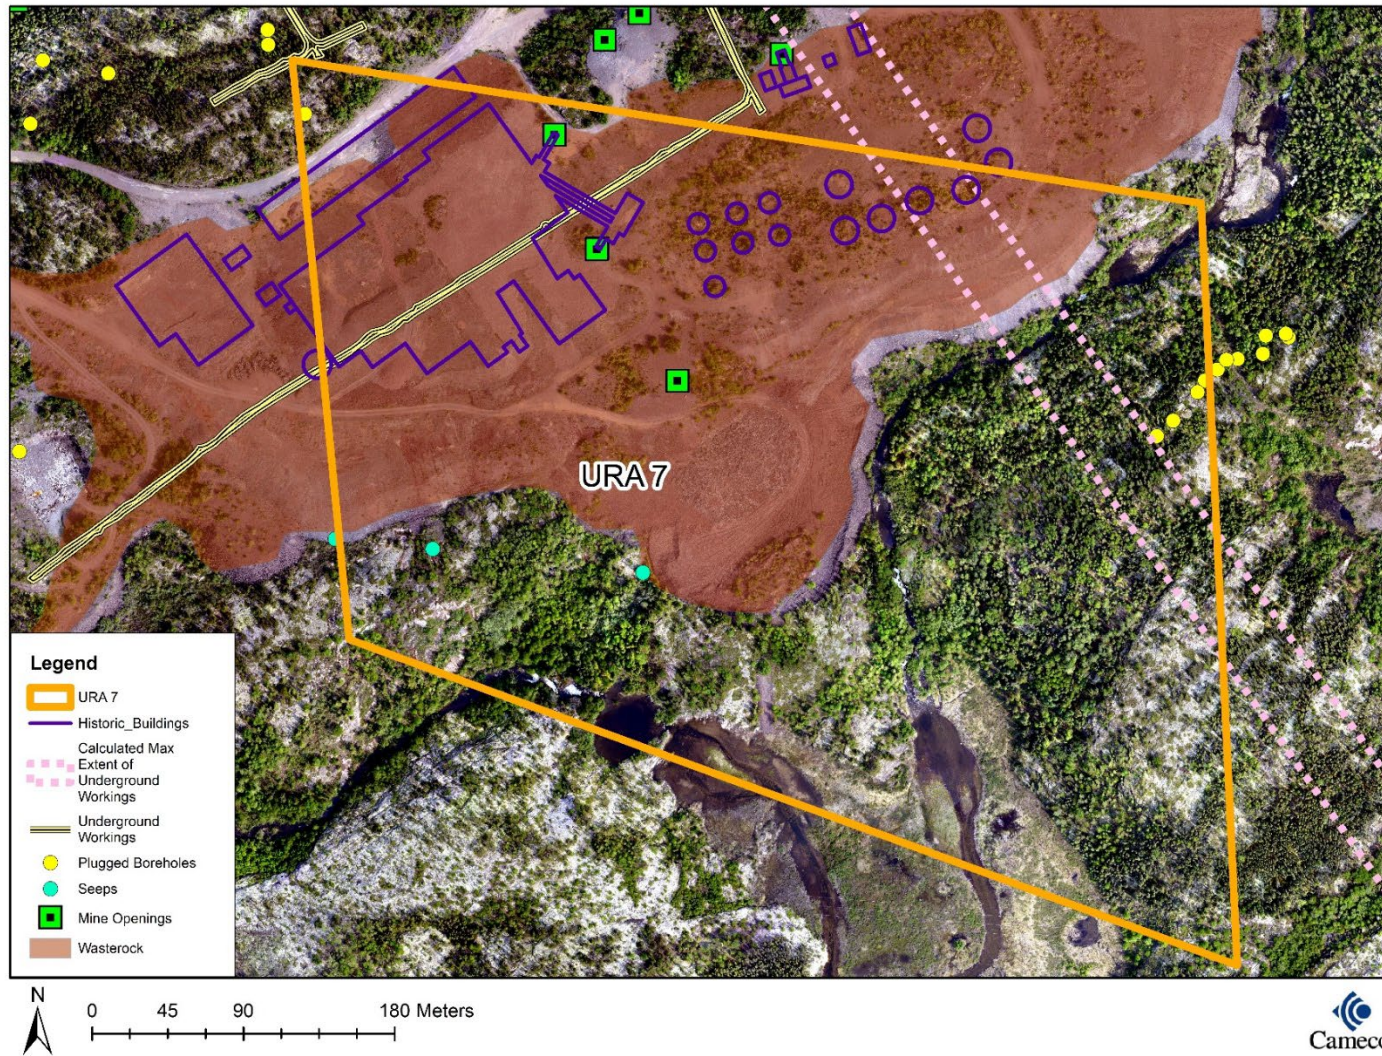 URA 7
Legend
URA 7
Historic_Buildings
Calculated Max
Extent of
Underground
Workings
Underground
Workings
Plugged Boreholes
Seeps
Mine Openings
Wasterock
N
0 45 90 180 Meters
Cameco